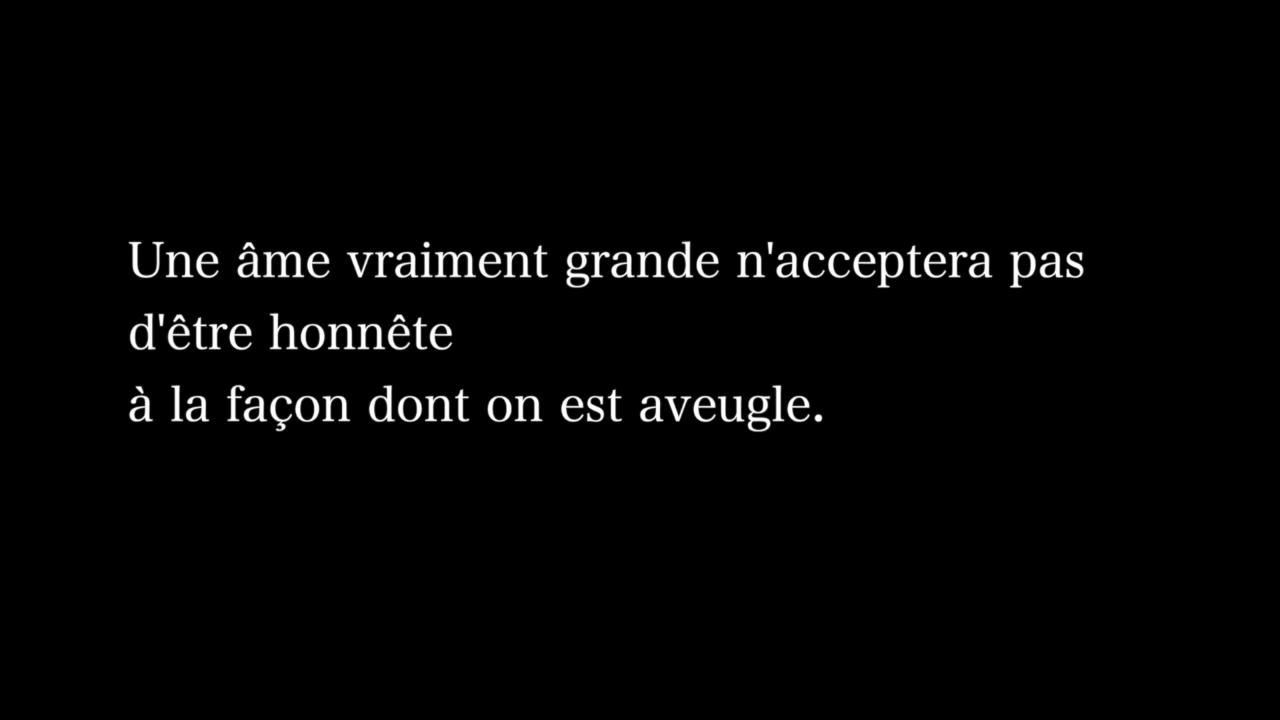 Une âme vraiment grande n'acceptera pas
d'être honnête
à la façon dont on est aveugle.